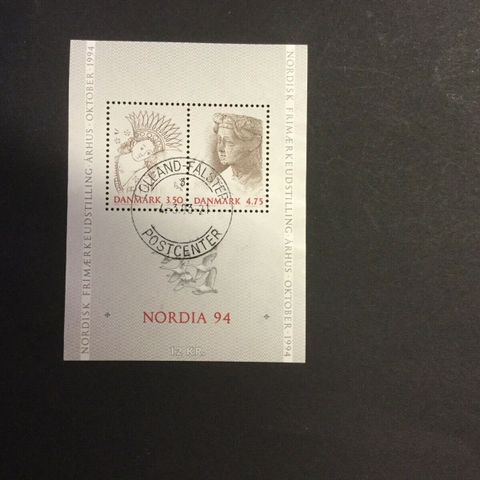 NORDISK FRIMÆRKEUDSTILLING ÅRHUS · OKTOBER 1994
DANMARK 3.50
DANMARK 4.75
OLLAND-FALSTER
POSTCENTER
NORDIA 94
12 KR.
NORDISK FRIMÆRKEUDSTILLING ÅRHUS · OKTOBER 1994